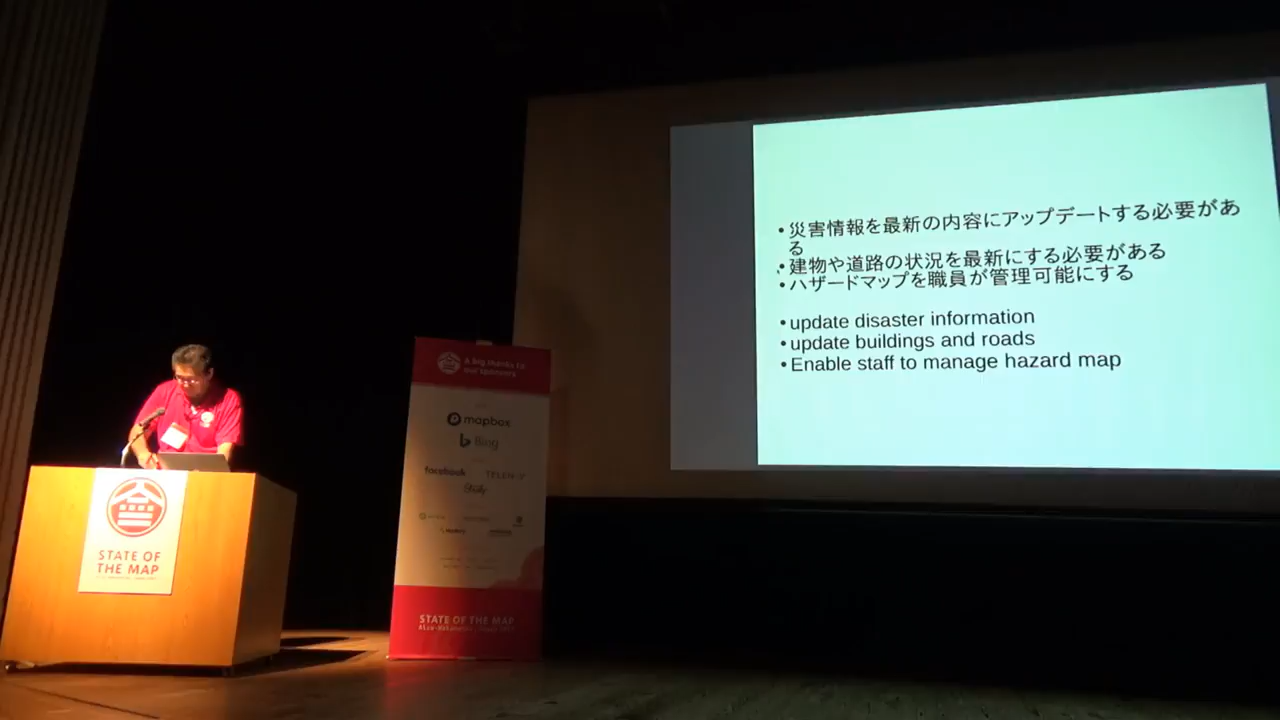 •災害情報を最新の内容にアップデートする必要があ
る
•建物や道路の状況を最新にする必要がある
•ハザードマップを職員が管理可能にする
•update disaster information
•update buildings and roads
•Enable staff to manage hazard map
A big thanks to
our sponsors
mapbox
Bing
facebook
STATE OF THE MAP
STATE OF
THE MAP